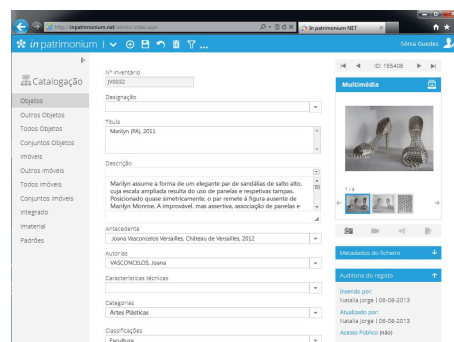 http://inpatrimonium.net/admin-index.aspx
In patrimonium NET
in patrimonium |
...
Sónia Guedes
Catalogação
Objetos
Outros Objetos
Todos Objetos
Conjuntos Objetos
Imóveis
Outros Imóveis
Todos Imóveis
Conjuntos Imóveis
Integrado
Imaterial
Padrões
Nº inventário
JV0032
Designação
Título
Marilyn (PA), 2011
Descrição
Marilyn assume a forma de um elegante par de sandálias de salto alto,
cuja escala ampliada resulta do uso de panelas e respetivas tampas.
Posicionado quase simetricamente, o par remete à figura ausente de
Marilyn Monroe. A improvável, mas assertiva, associação de panelas e
Antecedente
Joana Vasconcelos Versailles, Château de Versailles, 2012
Autorias
VASCONCELOS, Joana
Características técnicas
Categorias
Artes Plásticas
Classificações
Escultura
ID: 165406
Multimédia
1 / 3
Metadados do ficheiro
Auditoria do registo
Inserido por:
Natalia Jorge | 06-08-2013
Atualizado por:
Natalia Jorge | 06-08-2013
Acesso Público (não)